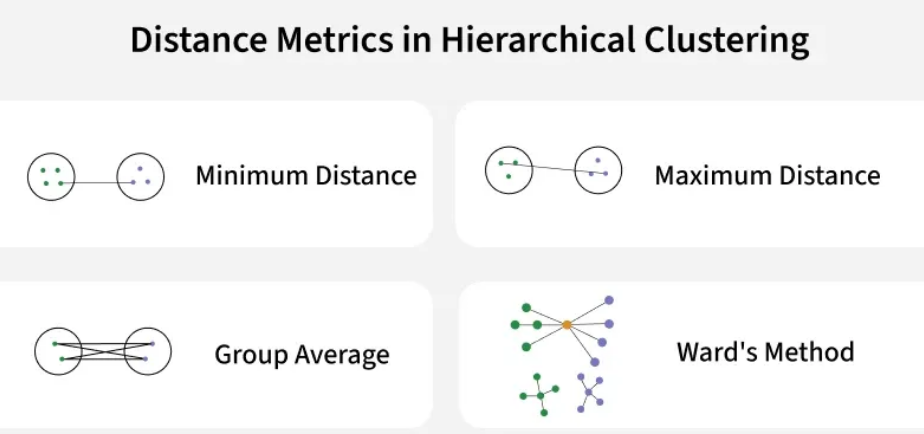 Distance Metrics in Hierarchical Clustering
Minimum Distance
Maximum Distance
Group Average
Ward's Method